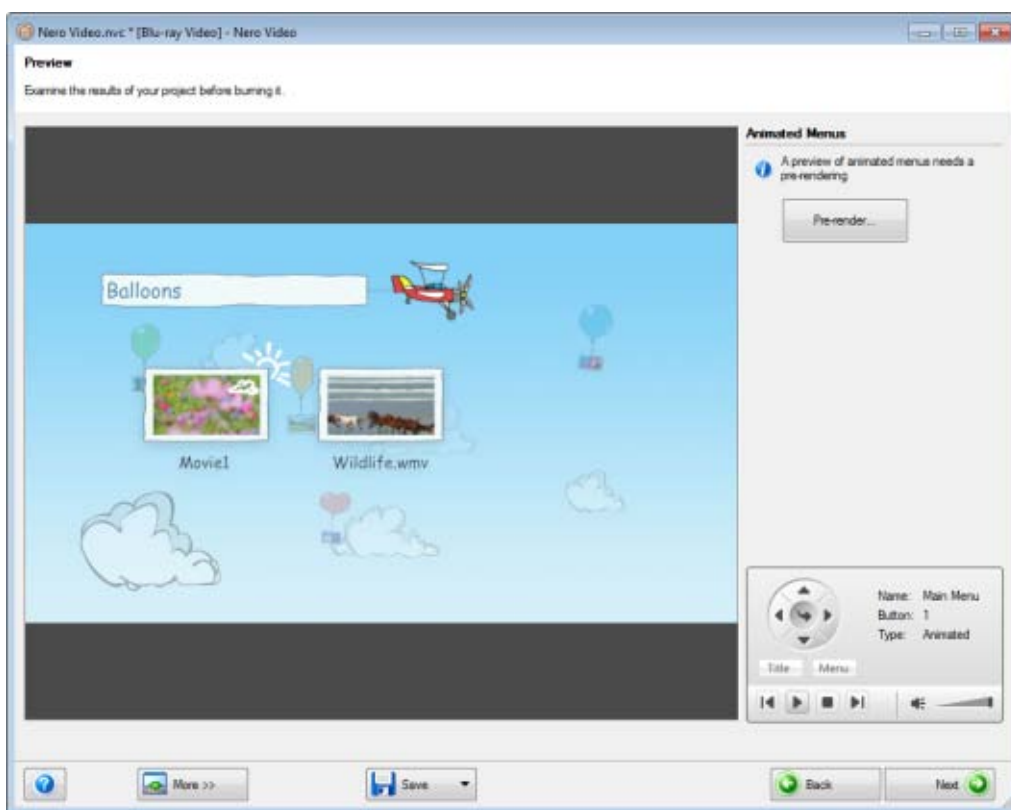 Nero Video.nvc * [Blu-ray Video] - Nero Video
Preview
Examine the results of your project before burning it.
Animated Menus
A preview of animated menus needs a
pre-rendering
Pre-render...
Balloons
Movie1
Wildlife.wmv
Name: Main Menu
Button: 1
Type: Animated
Title
Menu
More >>
Save
Back
Next